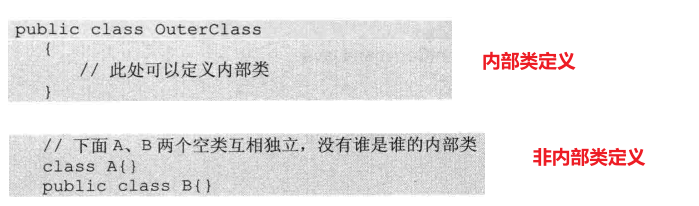 public class OuterClass
{
// 此处可以定义内部类
}
内部类定义
// 下面 A、B 两个空类互相独立，没有谁是谁的内部类
class A{}
public class B{}
非内部类定义